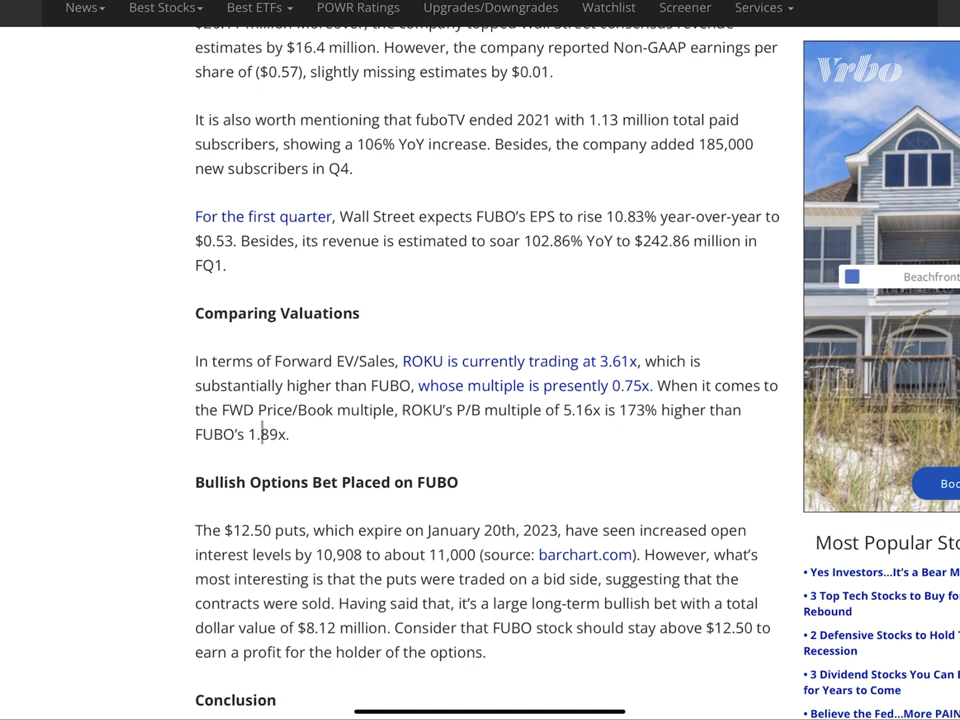 News
Best Stocks
Best ETFs
POWR Ratings
Upgrades/Downgrades
Watchlist
Screener
Services
estimates by $16.4 million. However, the company reported Non-GAAP earnings per
share of ($0.57), slightly missing estimates by $0.01.
It is also worth mentioning that fuboTV ended 2021 with 1.13 million total paid
subscribers, showing a 106% YoY increase. Besides, the company added 185,000
new subscribers in Q4.
For the first quarter, Wall Street expects FUBO’s EPS to rise 10.83% year-over-year to
$0.53. Besides, its revenue is estimated to soar 102.86% YoY to $242.86 million in
FQ1.
Comparing Valuations
In terms of Forward EV/Sales, ROKU is currently trading at 3.61x, which is
substantially higher than FUBO, whose multiple is presently 0.75x. When it comes to
the FWD Price/Book multiple, ROKU’s P/B multiple of 5.16x is 173% higher than
FUBO’s 1.89x.
Bullish Options Bet Placed on FUBO
The $12.50 puts, which expire on January 20th, 2023, have seen increased open
interest levels by 10,908 to about 11,000 (source: barchart.com). However, what’s
most interesting is that the puts were traded on a bid side, suggesting that the
contracts were sold. Having said that, it’s a large long-term bullish bet with a total
dollar value of $8.12 million. Consider that FUBO stock should stay above $12.50 to
earn a profit for the holder of the options.
Conclusion
Vrbo
Beachfront
Boo
Most Popular Sto
• Yes Investors...It’s a Bear M
• 3 Top Tech Stocks to Buy for
Rebound
• 2 Defensive Stocks to Hold
Recession
• 3 Dividend Stocks You Can
for Years to Come
• Believe the Fed...More PAIN